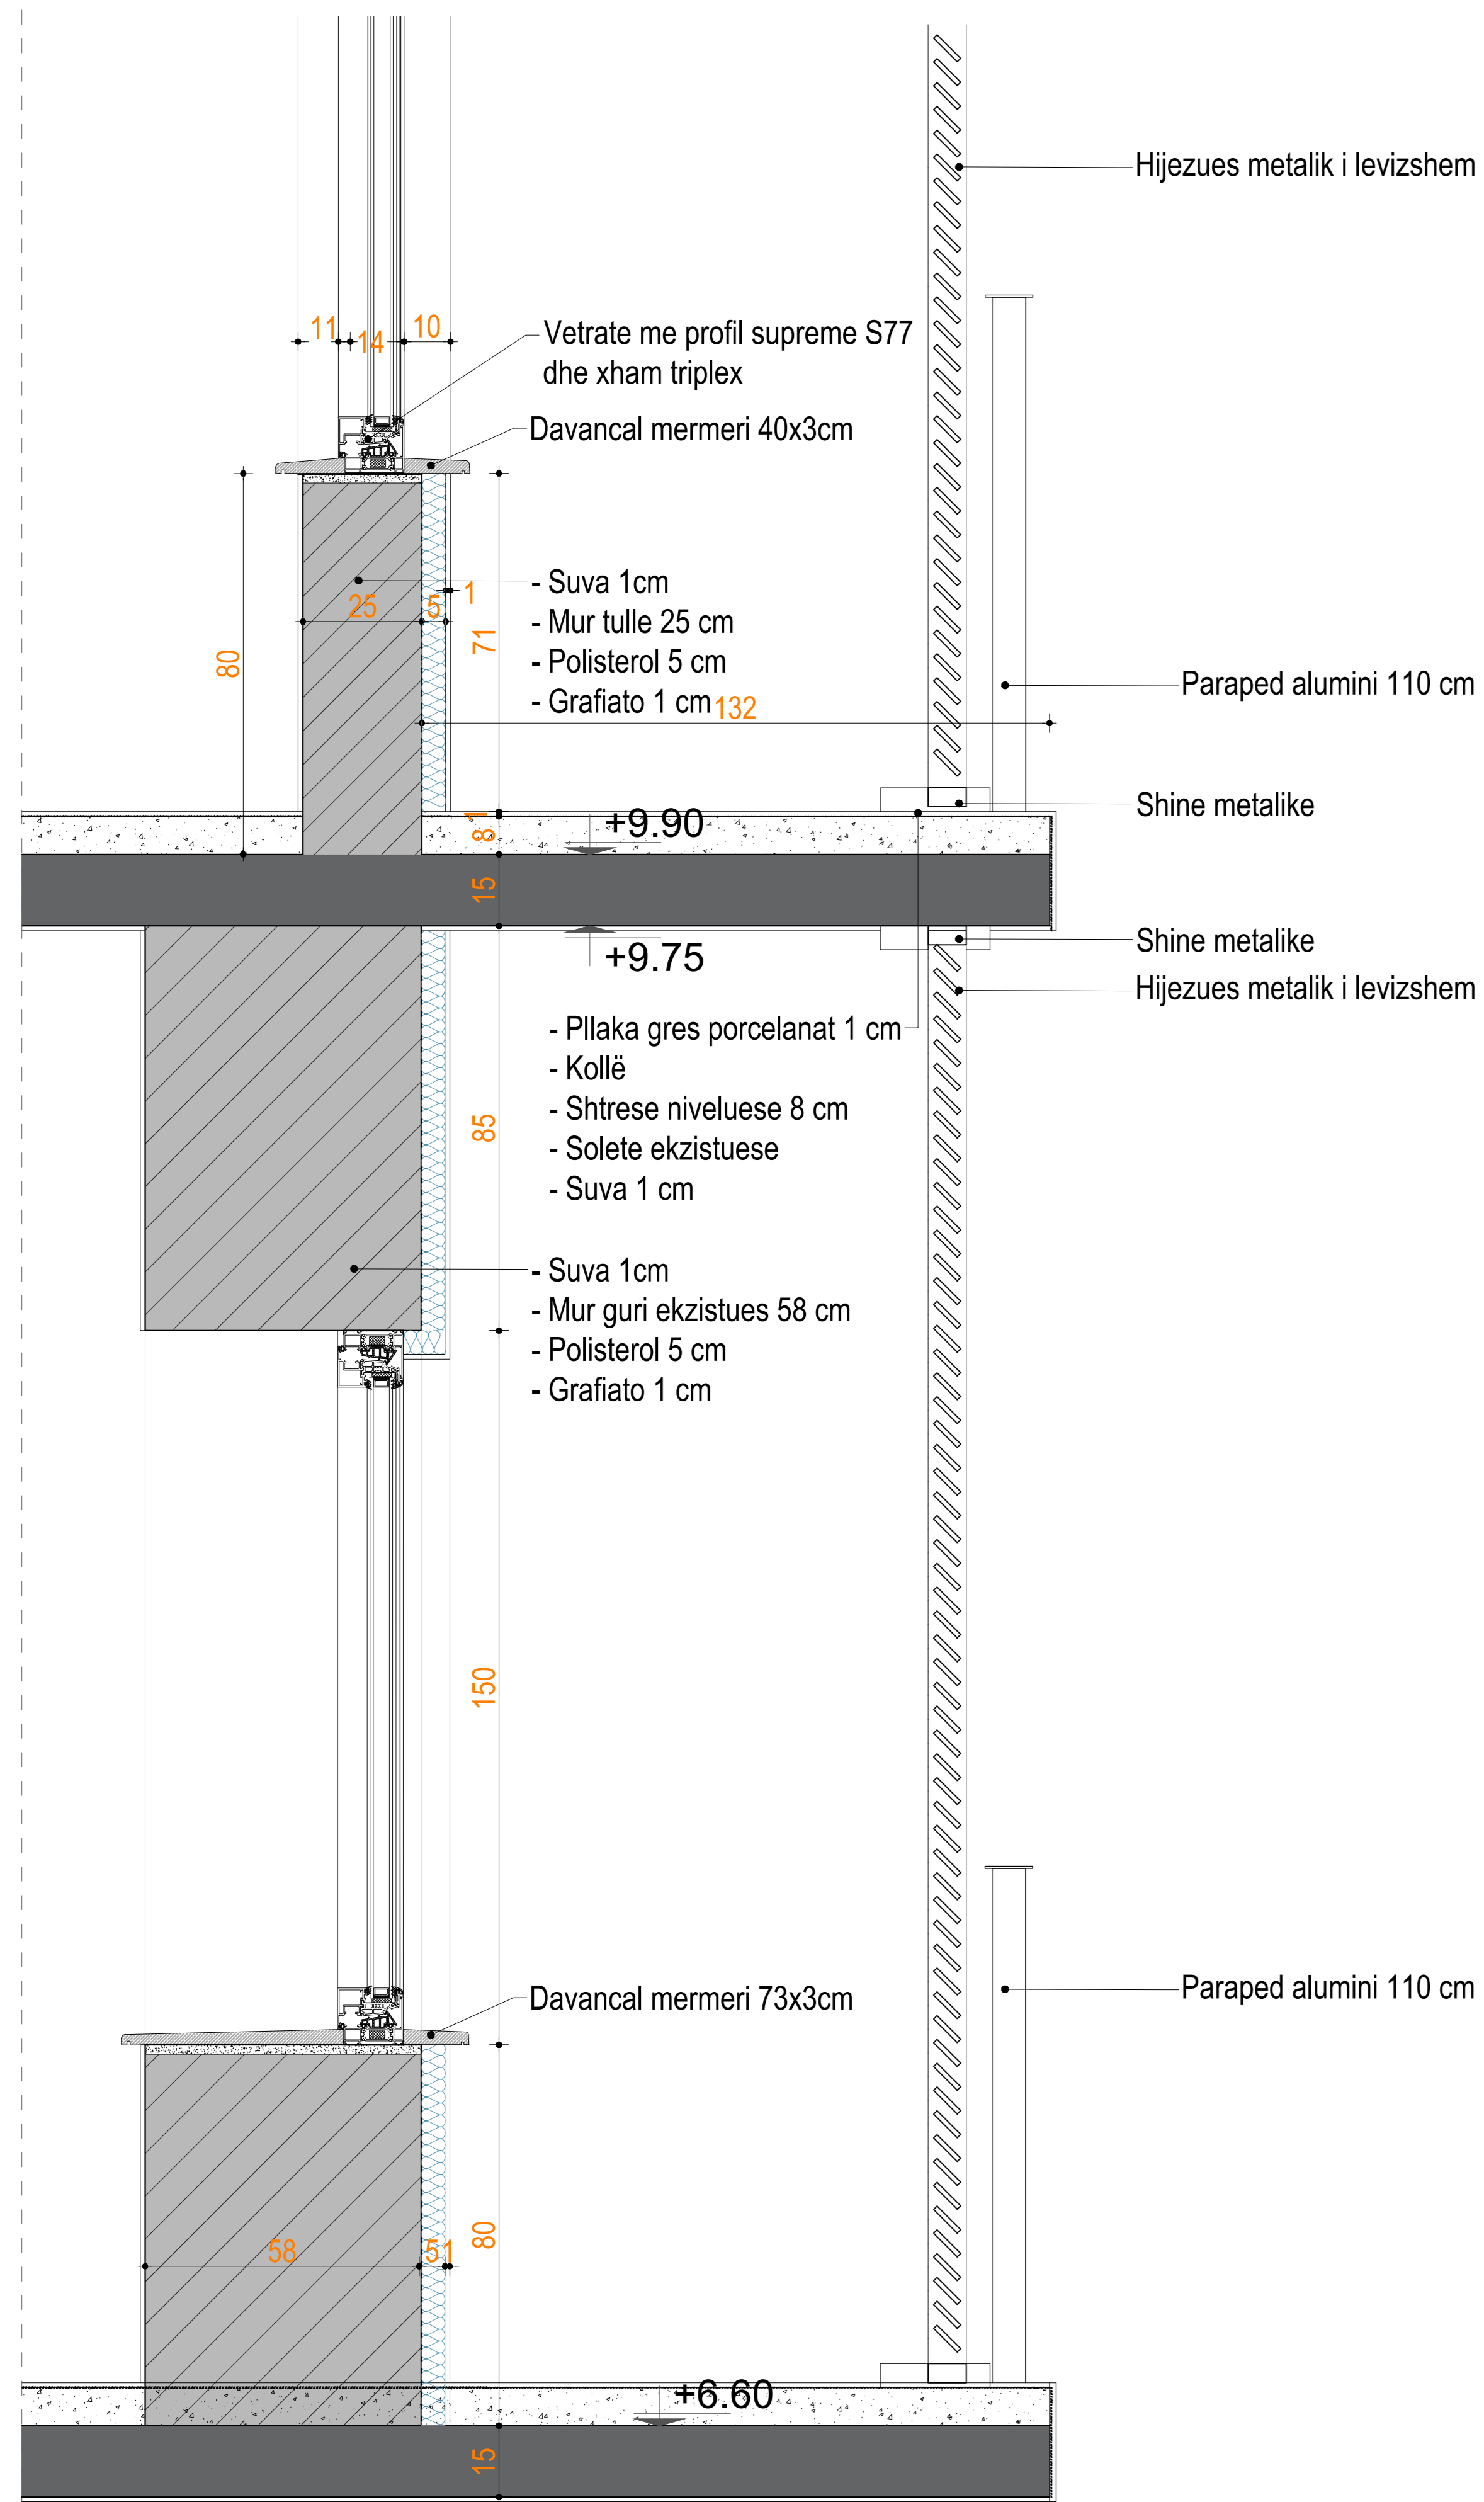 Hijezues metalik i levizshem
11
14
10
Vetrate me profil supreme S77
dhe xham triplex
Davancal mermeri 40x3cm
- Suva 1cm
1
25
5
- Mur tulle 25 cm
71
80
- Polisterol 5 cm
- Grafiato 1 cm
132
Paraped alumini 110 cm
Shine metalike
1
8
+9.90
15
Shine metalike
+9.75
Hijezues metalik i levizshem
- Pllaka gres porcelanat 1 cm
- Kollë
- Shtrese niveluese 8 cm
- Solete ekzistuese
- Suva 1 cm
85
- Suva 1cm
- Mur guri ekzistues 58 cm
- Polisterol 5 cm
- Grafiato 1 cm
150
Davancal mermeri 73x3cm
Paraped alumini 110 cm
80
58
5
1
+6.60
15